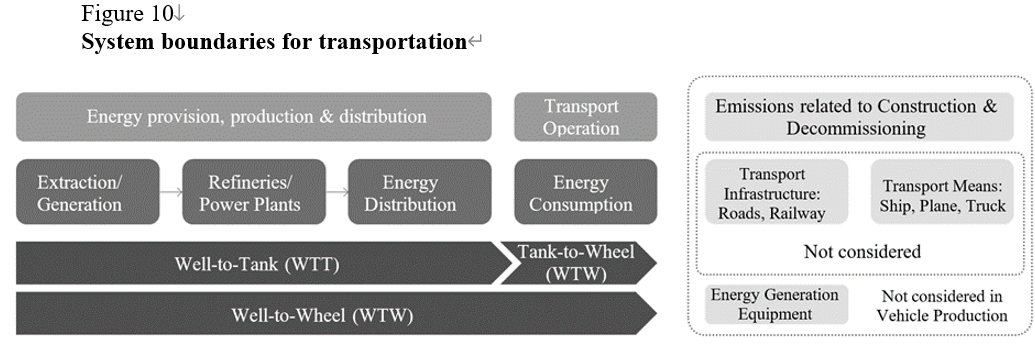 Figure 10↓
System boundaries for transportation↵
Energy provision, production & distribution
Transport
Operation
Extraction/
Generation
Refineries/
Power Plants
Energy
Distribution
Energy
Consumption
Well-to-Tank (WTT)
Tank-to-Wheel
(WTW)
Well-to-Wheel (WTW)
Emissions related to Construction &
Decommissioning
Transport
Infrastructure:
Roads, Railway
Transport Means:
Ship, Plane, Truck
Not considered
Energy Generation
Equipment
Not considered in
Vehicle Production